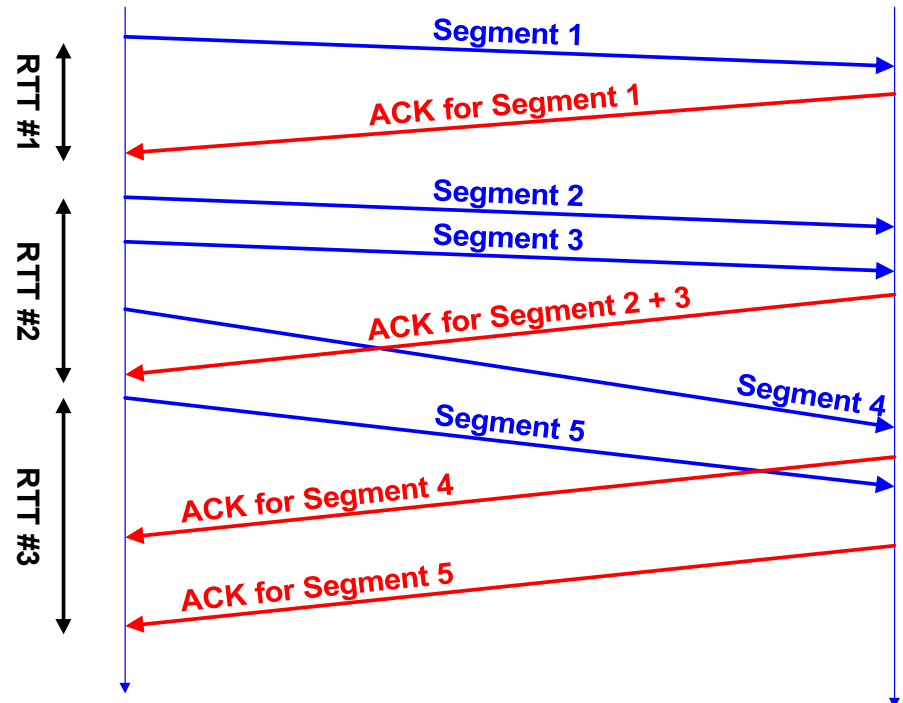 Segment 1
RTT #1
ACK for Segment 1
Segment 2
Segment 3
RTT #2
ACK for Segment 2 + 3
Segment 4
Segment 5
RTT #3
ACK for Segment 4
ACK for Segment 5